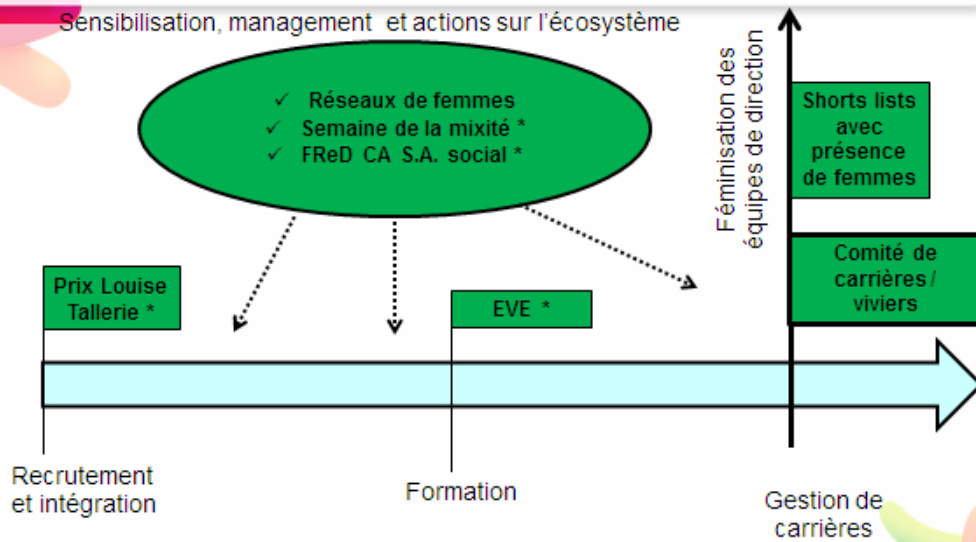 Sensibilisation, management et actions sur l'écosystème
✓ Réseaux de femmes
✓ Semaine de la mixité *
✓ FReD CA S.A. social *
Féminisation des
équipes de direction
Shorts lists
avec
présence
de femmes
Comité de
carrières /
viviers
Prix Louise
Tallerie *
EVE *
Recrutement
et intégration
Formation
Gestion de
carrières